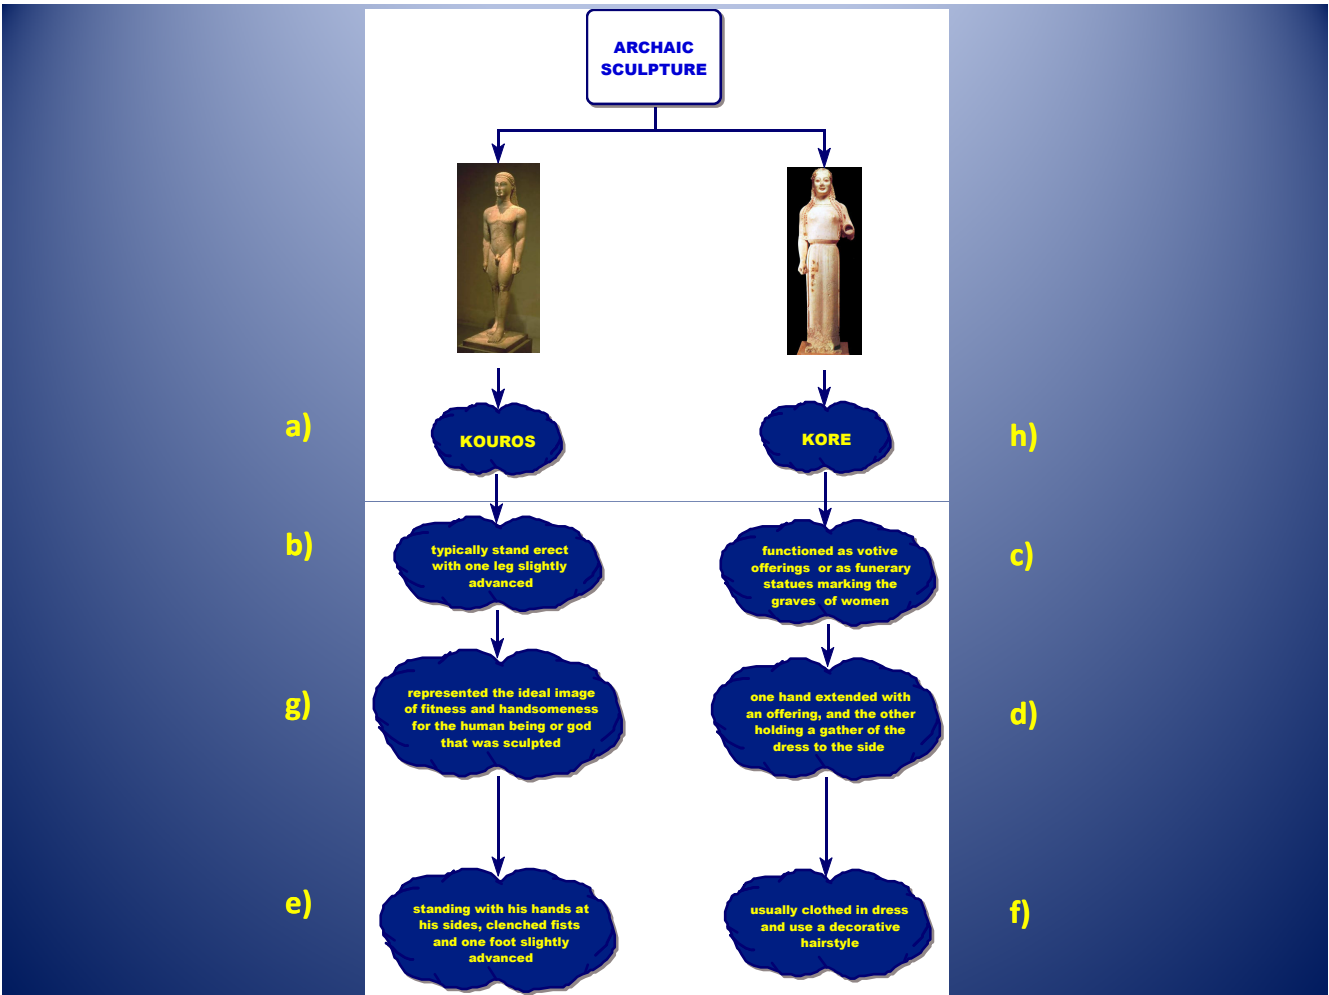 ARCHAIC
SCULPTURE
a)
KOUROS
KORE
h)
b)
typically stand erect
with one leg slightly
advanced
functioned as votive
offerings or as funerary
statues marking the
graves of women
c)
g)
represented the ideal image
of fitness and handsomeness
for the human being or god
that was sculpted
one hand extended with
an offering, and the other
holding a gather of the
dress to the side
d)
e)
standing with his hands at
his sides, clenched fists
and one foot slightly
advanced
usually clothed in dress
and use a decorative
hairstyle
f)